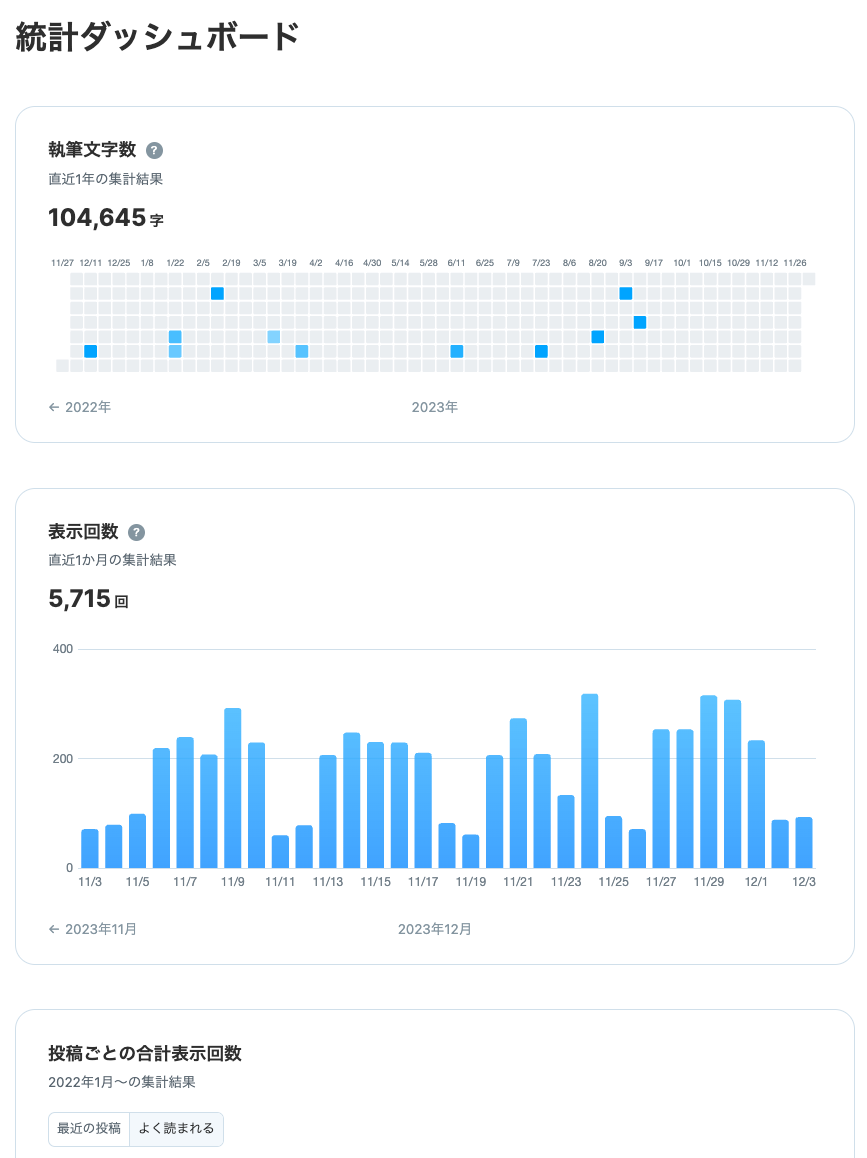 統計ダッシュボード
執筆文字数 ?
直近1年の集計結果
104,645 字
11/27 12/11 12/25 1/8 1/22 2/5 2/19 3/5 3/19 4/2 4/16 4/30 5/14 5/28 6/11 6/25 7/9 7/23 8/6 8/20 9/3 9/17 10/1 10/15 10/29 11/12 11/26
← 2022年 2023年
表示回数 ?
直近1か月の集計結果
5,715 回
400
200
0
11/3 11/5 11/7 11/9 11/11 11/13 11/15 11/17 11/19 11/21 11/23 11/25 11/27 11/29 12/1 12/3
← 2023年11月 2023年12月
投稿ごとの合計表示回数
2022年1月〜の集計結果
最近の投稿 よく読まれる